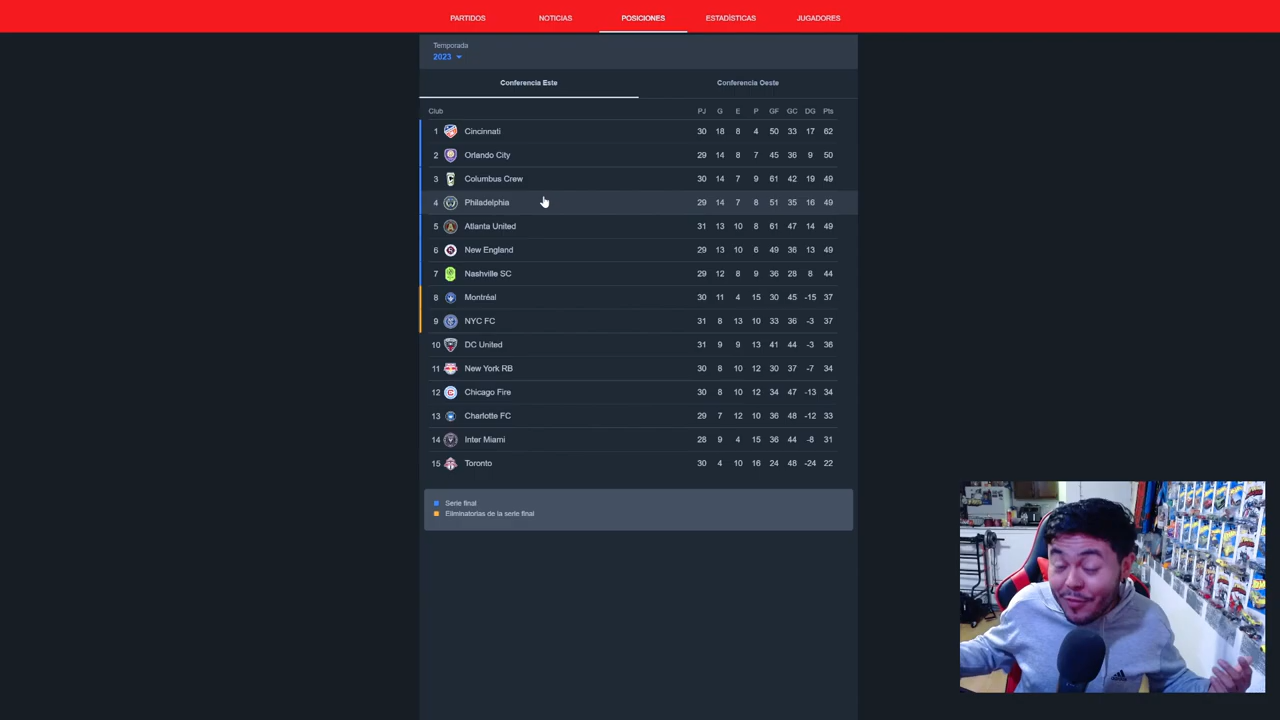 PARTIDOS NOTICIAS POSICIONES ESTADÍSTICAS JUGADORES
Temporada
2023
Conferencia Este Conferencia Oeste
Club PJ G E P GF GC DG Pts
1 Cincinnati 30 18 8 4 50 33 17 62
2 Orlando City 29 14 8 7 45 36 9 50
3 Columbus Crew 30 14 7 9 61 42 19 49
4 Philadelphia 29 14 7 8 51 35 16 49
5 Atlanta United 31 13 10 8 61 47 14 49
6 New England 29 13 10 6 49 36 13 49
7 Nashville SC 29 12 8 9 36 28 8 44
8 Montréal 30 11 4 15 30 45 -15 37
9 NYC FC 31 8 13 10 33 36 -3 37
10 DC United 31 9 9 13 41 44 -3 36
11 New York RB 30 8 10 12 30 37 -7 34
12 Chicago Fire 30 8 10 12 34 47 -13 34
13 Charlotte FC 29 7 12 10 36 48 -12 33
14 Inter Miami 28 9 4 15 36 44 -8 31
15 Toronto 30 4 10 16 24 48 -24 22
Serie final
Eliminatorias de la serie final